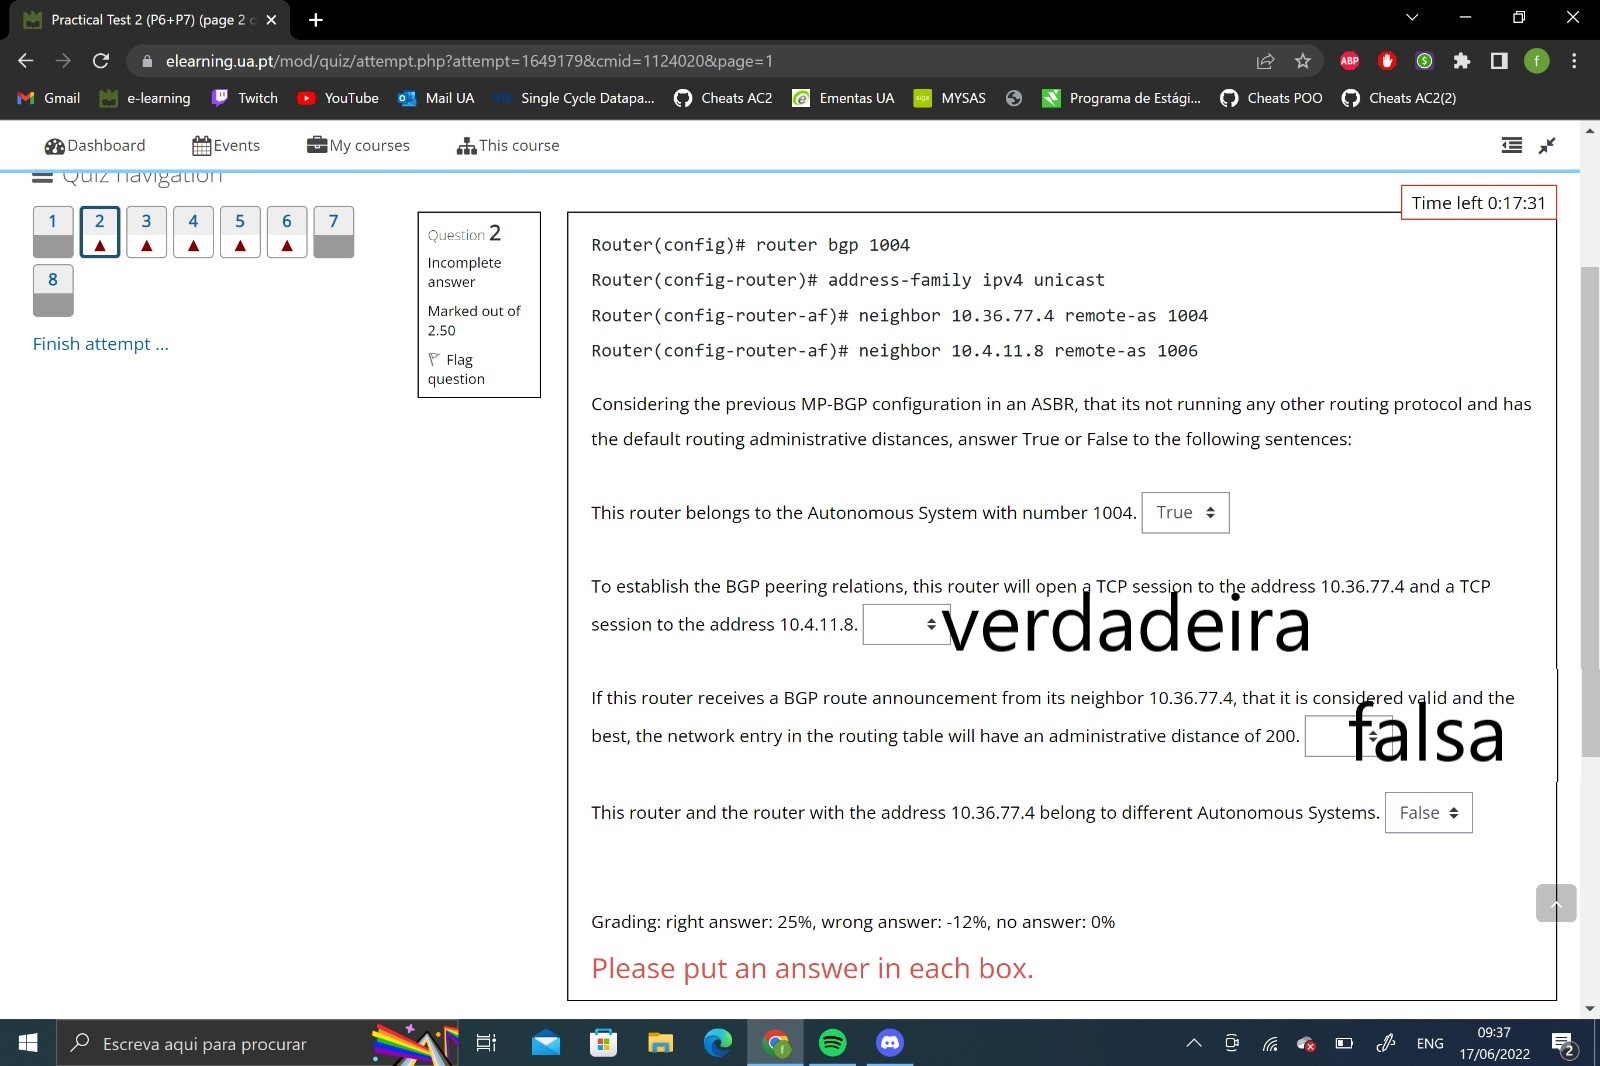 Practical Test 2 (P6+P7) (page 2 o
elearning.ua.pt/mod/quiz/attempt.php?attempt=1649179&cmid=1124020&page=1
ABP
f
Gmail
e-learning
Twitch
YouTube
Mail UA
Single Cycle Datapa...
Cheats AC2
Ementas UA
MYSAS
Programa de Estági...
Cheats POO
Cheats AC2(2)
Dashboard
Events
My courses
This course
Quiz navigation
1 2 3 4 5 6 7
8
Finish attempt ...
Time left 0:17:31
Question 2
Incomplete
answer
Marked out of
2.50
Flag
question
Router(config)# router bgp 1004
Router(config-router)# address-family ipv4 unicast
Router(config-router-af)# neighbor 10.36.77.4 remote-as 1004
Router(config-router-af)# neighbor 10.4.11.8 remote-as 1006
Considering the previous MP-BGP configuration in an ASBR, that its not running any other routing protocol and has
the default routing administrative distances, answer True or False to the following sentences:
This router belongs to the Autonomous System with number 1004. True
To establish the BGP peering relations, this router will open a TCP session to the address 10.36.77.4 and a TCP
session to the address 10.4.11.8. verdadeira
If this router receives a BGP route announcement from its neighbor 10.36.77.4, that it is considered valid and the
best, the network entry in the routing table will have an administrative distance of 200. falsa
This router and the router with the address 10.36.77.4 belong to different Autonomous Systems. False
Grading: right answer: 25%, wrong answer: -12%, no answer: 0%
Please put an answer in each box.
Escreva aqui para procurar
f
ENG
09:37
17/06/2022
2